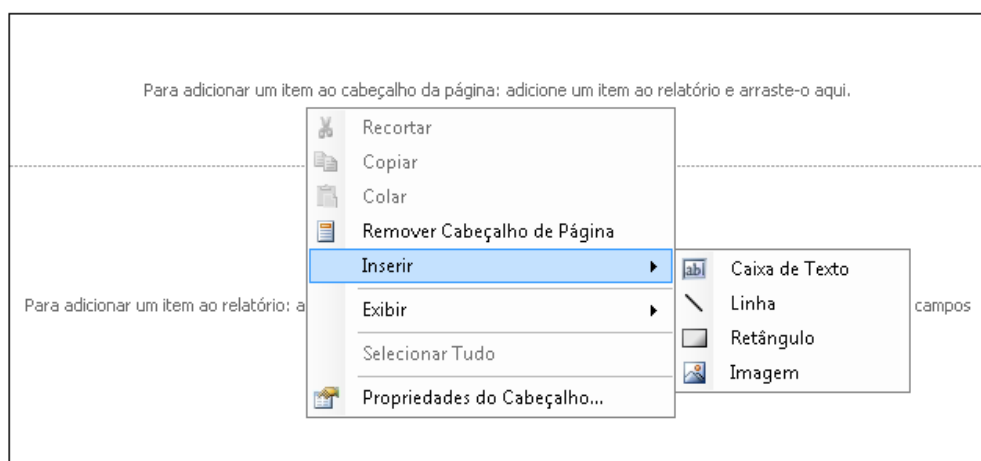 Para adicionar um item ao cabeçalho da página: adicione um item ao relatório e arraste-o aqui.
Recortar
Copiar
Colar
Remover Cabeçalho de Página
Inserir
Caixa de Texto
Linha
Retângulo
Imagem
Para adicionar um item ao relatório: a
campos
Exibir
Selecionar Tudo
Propriedades do Cabeçalho...